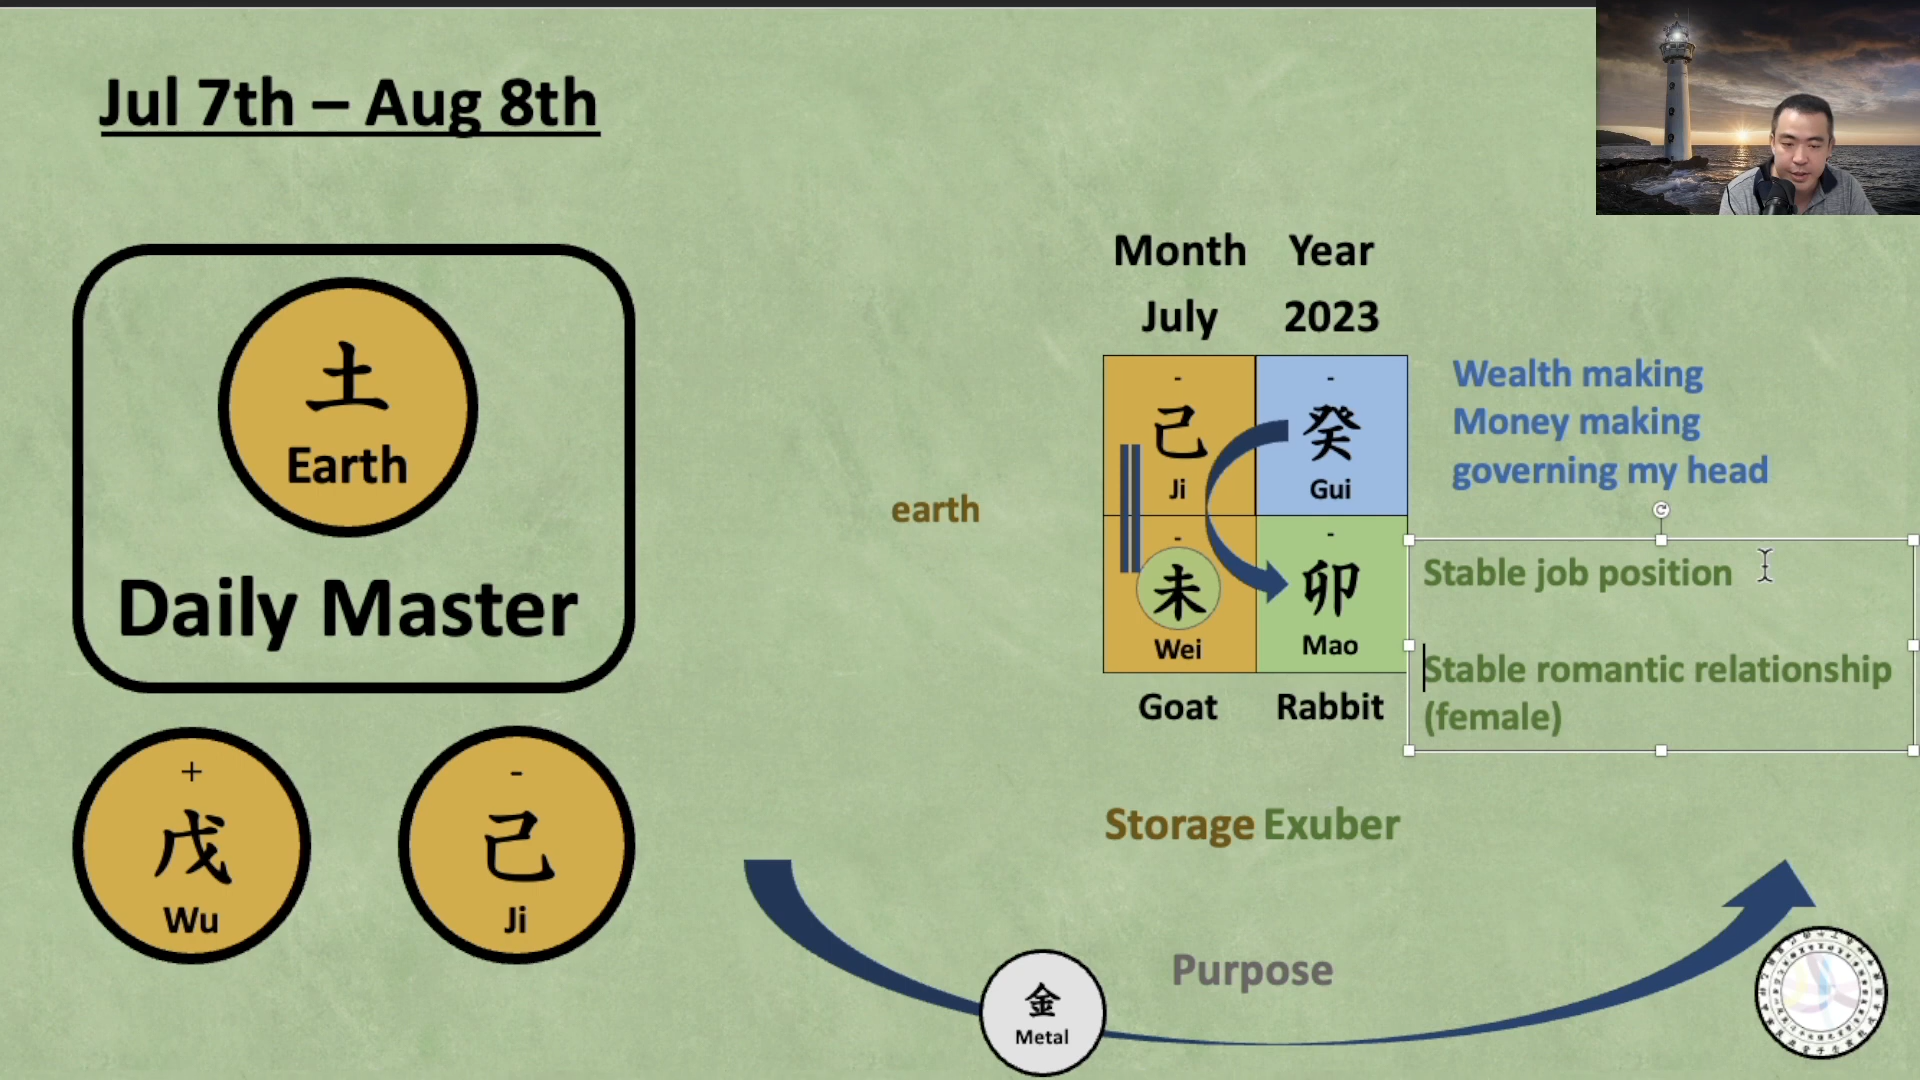 Jul 7th – Aug 8th
土
Earth
Daily Master
+
戊
Wu
-
己
Ji
earth
Month Year
July 2023
-
己
Ji
-
癸
Gui
-
未
Wei
-
卯
Mao
Goat Rabbit
Storage Exuber
Wealth making
Money making
governing my head
Stable job position
Stable romantic relationship
(female)
Purpose
金
Metal